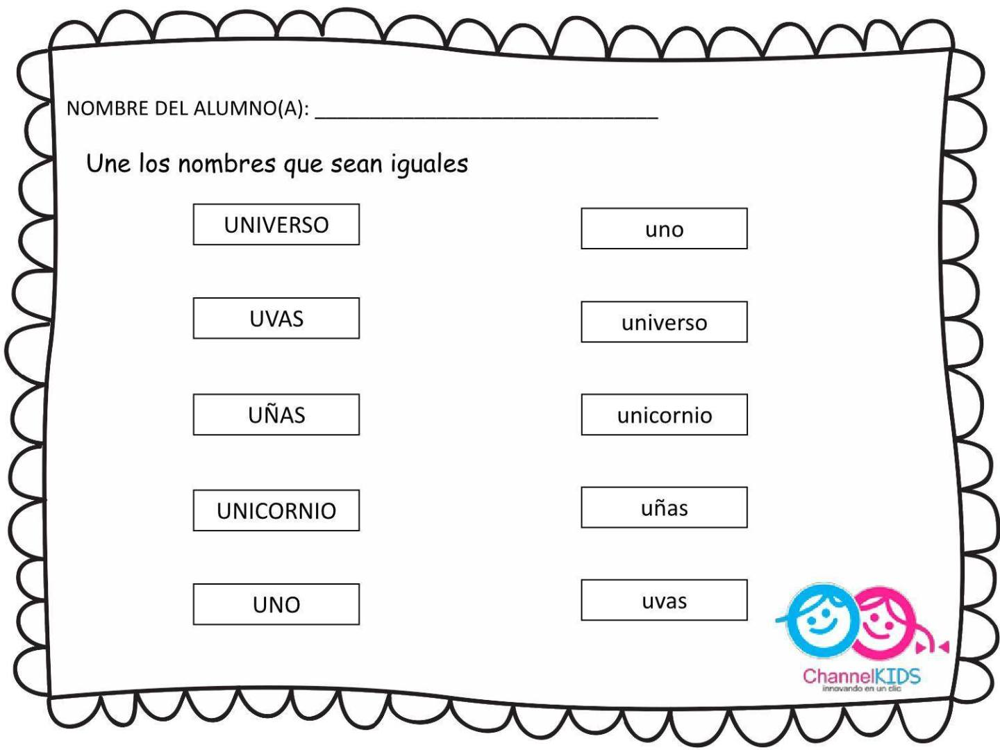 NOMBRE DEL ALUMNO(A): _______________________________
Une los nombres que sean iguales
UNIVERSO
uno
UVAS
universo
UÑAS
unicornio
UNICORNIO
uñas
UNO
uvas
ChannelKIDS
innovando en un clic